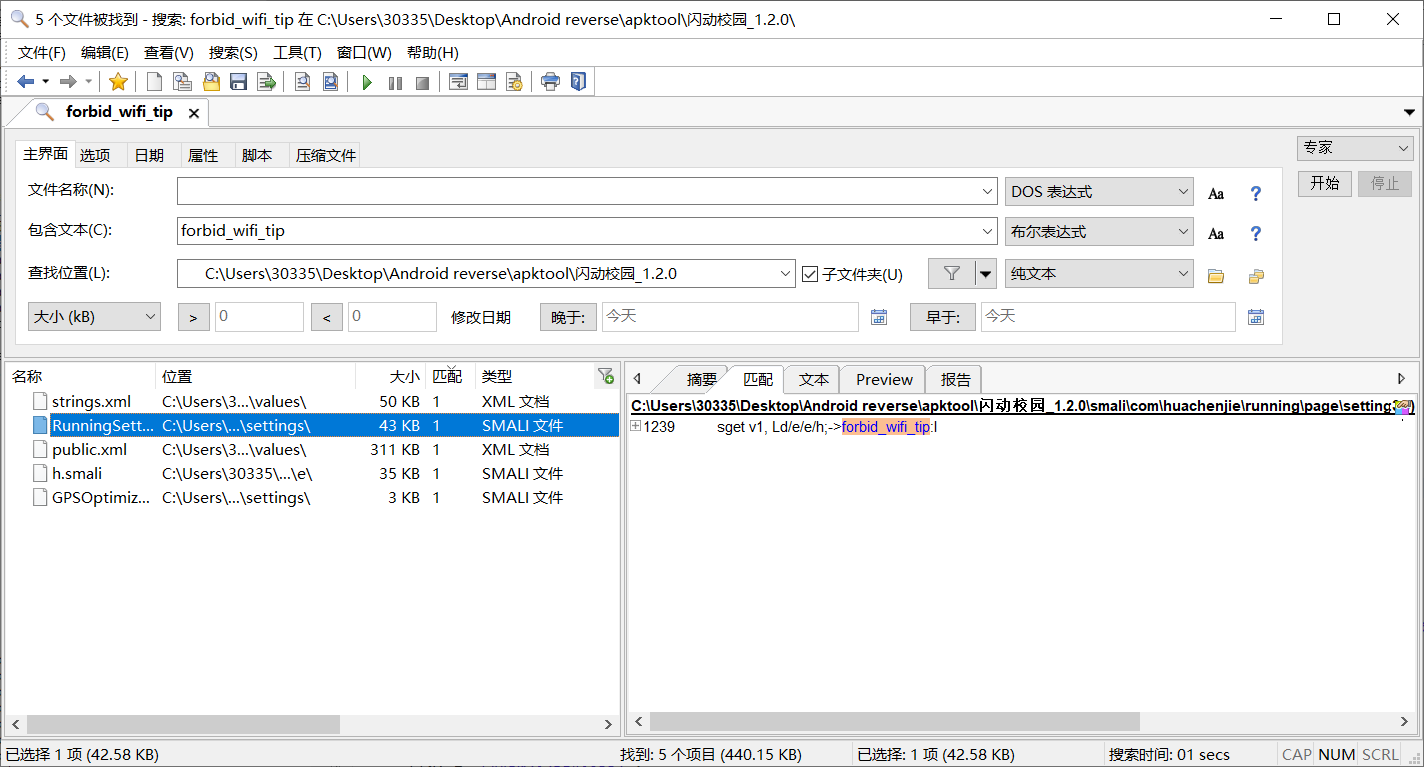 5 个文件被找到 - 搜索: forbid_wifi_tip 在 C:\Users\30335\Desktop\Android reverse\apktool\闪动校园_1.2.0\
文件(F) 编辑(E) 查看(V) 搜索(S) 工具(T) 窗口(W) 帮助(H)
forbid_wifi_tip
主界面 选项 日期 属性 脚本 压缩文件
专家
开始 停止
文件名称(N): DOS 表达式 Aa ?
包含文本(C): forbid_wifi_tip 布尔表达式 Aa ?
查找位置(L): C:\Users\30335\Desktop\Android reverse\apktool\闪动校园_1.2.0 子文件夹(U) 纯文本
大小 (kB) > 0 < 0 修改日期 晚于: 今天 早于: 今天
名称 位置 大小 匹配 类型
strings.xml C:\Users\3...\values\ 50 KB 1 XML 文档
RunningSett... C:\Users\...\settings\ 43 KB 1 SMALI 文件
public.xml C:\Users\3...\values\ 311 KB 1 XML 文档
h.smali C:\Users\30335\...\e\ 35 KB 1 SMALI 文件
GPSOptimiz... C:\Users\...\settings\ 3 KB 1 SMALI 文件
摘要 匹配 文本 Preview 报告
C:\Users\30335\Desktop\Android reverse\apktool\闪动校园_1.2.0\smali\com\huachenjie\running\page\setting
1239 sget v1, Ld/e/e/h;->forbid_wifi_tip:I
已选择 1 项 (42.58 KB) 找到: 5 个项目 (440.15 KB) 已选择: 1 项 (42.58 KB) 搜索时间: 01 secs CAP NUM SCRL